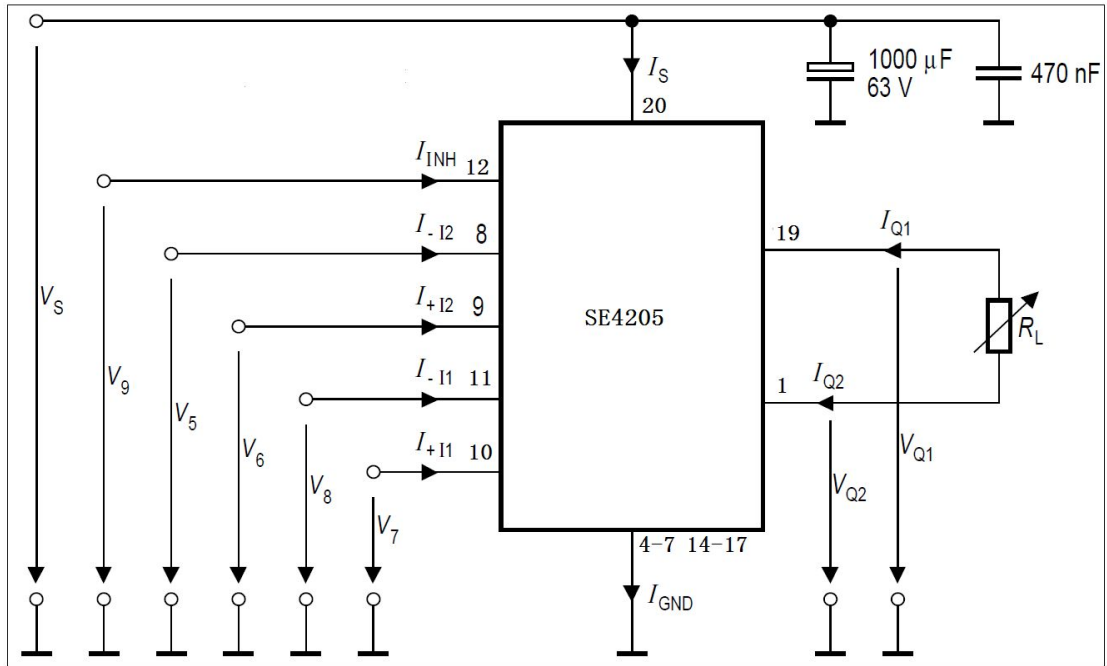 I_S
20
1000 µF
63 V
470 nF
I_INH 12
I_- I2 8
I_+ I2 9
I_- I1 11
I_+ I1 10
SE4205
19 I_Q1
1 I_Q2
R_L
V_S
V_9
V_5
V_6
V_8
V_7
V_Q2
V_Q1
4-7 14-17
I_GND